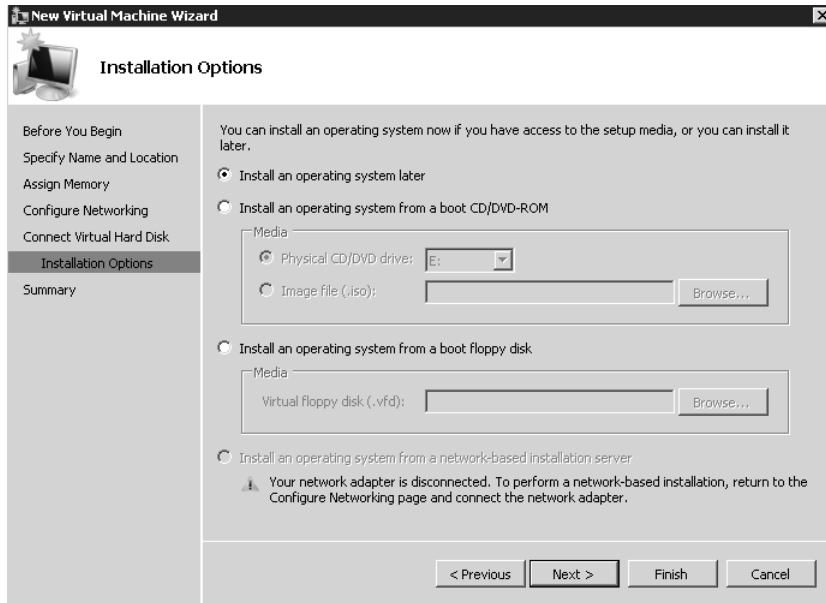 New Virtual Machine Wizard
Installation Options
Before You Begin
Specify Name and Location
Assign Memory
Configure Networking
Connect Virtual Hard Disk
Installation Options
Summary
You can install an operating system now if you have access to the setup media, or you can install it
later.
Install an operating system later
Install an operating system from a boot CD/DVD-ROM
Media
Physical CD/DVD drive: E:
Image file (.iso): Browse...
Install an operating system from a boot floppy disk
Media
Virtual floppy disk (.vfd): Browse...
Install an operating system from a network-based installation server
Your network adapter is disconnected. To perform a network-based installation, return to the
Configure Networking page and connect the network adapter.
< Previous Next > Finish Cancel